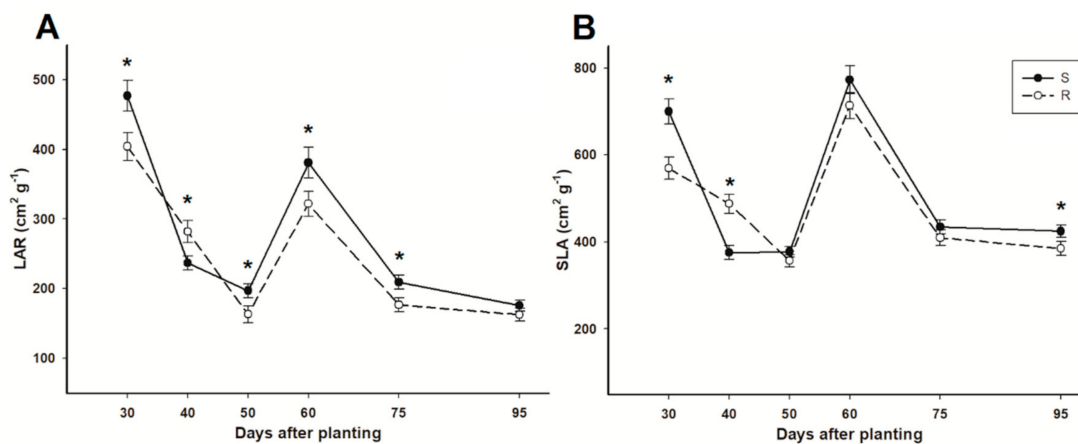 A
*
*
*
*
*
500
400
300
200
100
LAR (cm² g⁻¹)
30 40 50 60 75 95
Days after planting
B
S
R
*
*
*
800
600
400
200
SLA (cm² g⁻¹)
30 40 50 60 75 95
Days after planting